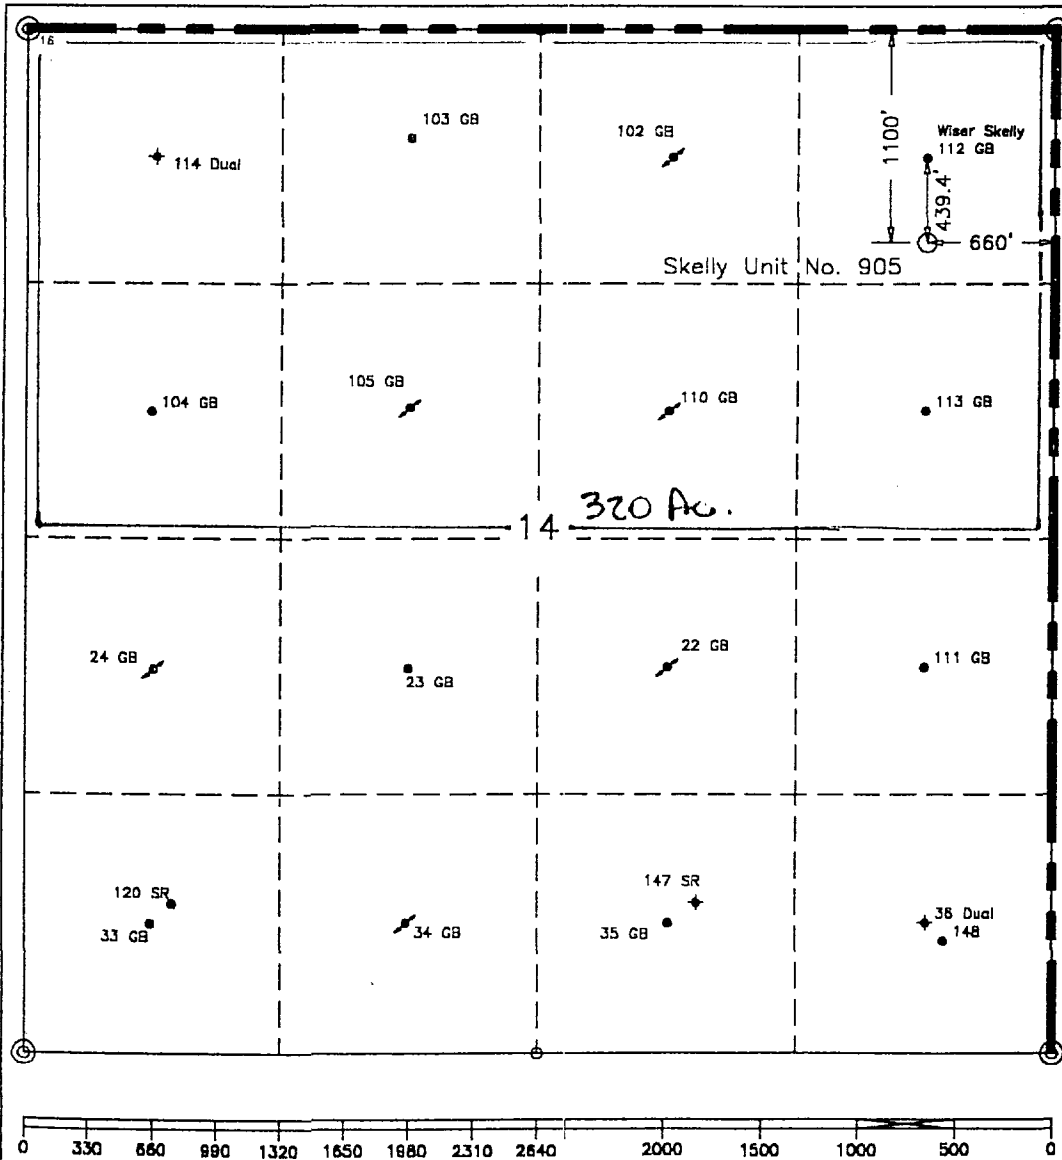 16
103 GB
102 GB
Wiser Skelly
112 GB
114 Dual
1100'
439.4'
660'
Skelly Unit No. 905
105 GB
104 GB
110 GB
113 GB
14
320 Ac.
24 GB
23 GB
22 GB
111 GB
120 SR
33 GB
34 GB
147 SR
35 GB
36 Dual
148
0 330 660 990 1320 1650 1980 2310 2640 2000 1500 1000 500 0